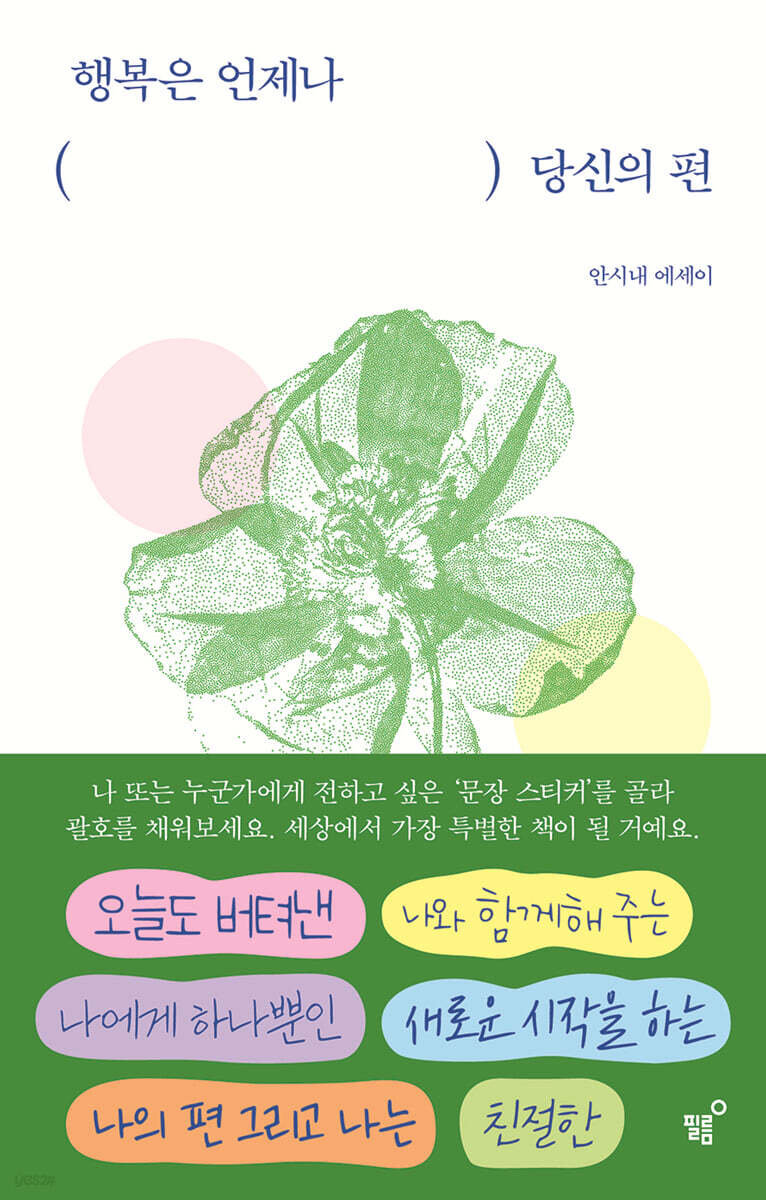 행복은 언제나
( ) 당신의 편
안시내 에세이
나 또는 누군가에게 전하고 싶은 ‘문장 스티커’를 골라
괄호를 채워보세요. 세상에서 가장 특별한 책이 될 거예요.
오늘도 버텨낸
나와 함께해 주는
나에게 하나뿐인
새로운 시작을 하는
나의 편 그리고 나는
친절한
필름
yes24